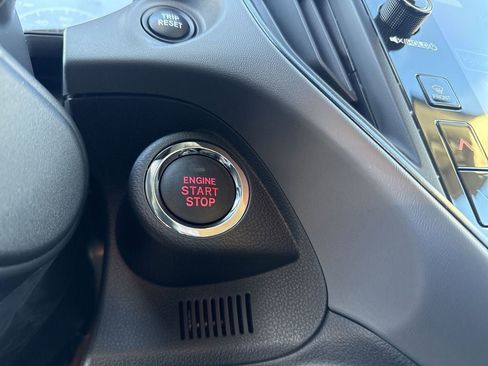 TRIP
RESET
ENGINE
START
STOP